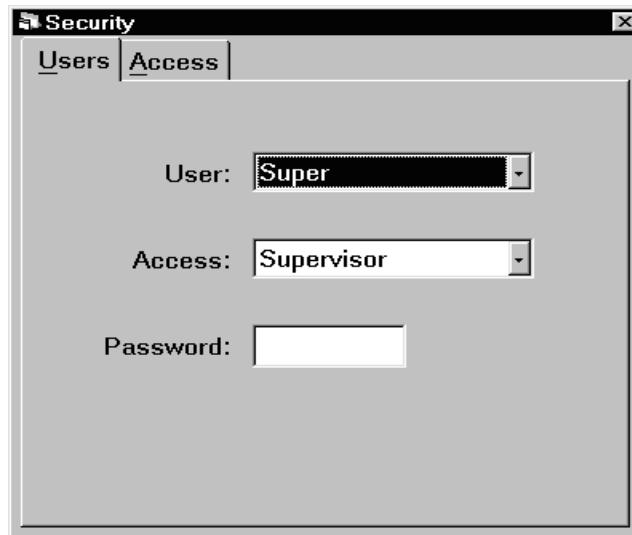 Security
Users Access
User: Super
Access: Supervisor
Password: